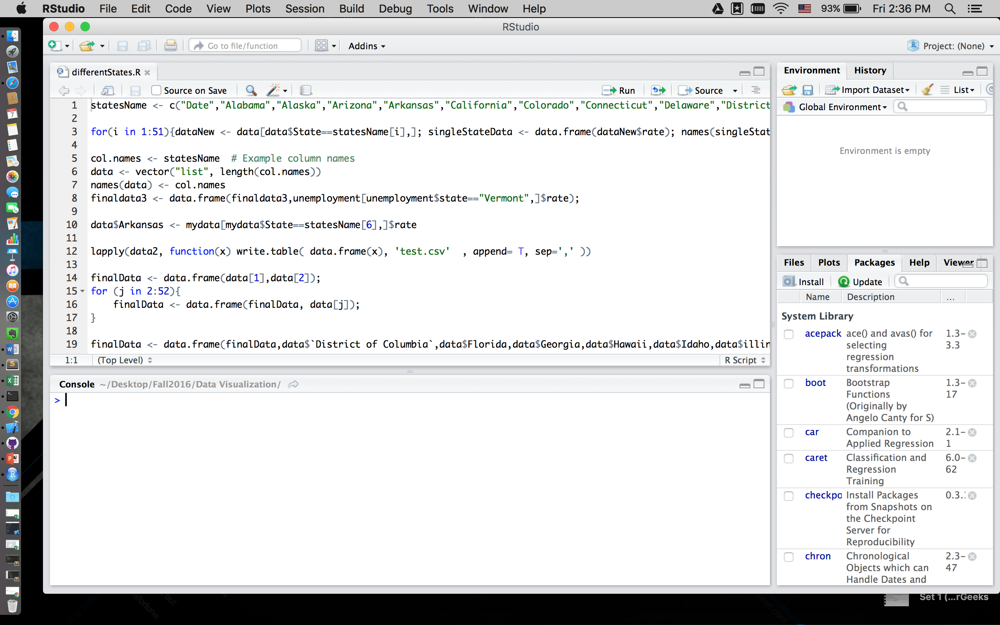 RStudio File Edit Code View Plots Session Build Debug Tools Window Help 93% Fri 2:36 PM
RStudio
Go to file/function Addins Project: (None)
differentStates.R
Source on Save Run Source
1 statesName <- c("Date","Alabama","Alaska","Arizona","Arkansas","California","Colorado","Connecticut","Delaware","District
2
3 for(i in 1:51){dataNew <- data[data$State==statesName[i],]; singleStateData <- data.frame(dataNew$rate); names(singleStat
4
5 col.names <- statesName  # Example column names
6 data <- vector("list", length(col.names))
7 names(data) <- col.names
8 finaldata3 <- data.frame(finaldata3,unemployment[unemployment$state=="Vermont",]$rate);
9
10 data$Arkansas <- mydata[mydata$State==statesName[6],]$rate
11
12 lapply(data2, function(x) write.table( data.frame(x), 'test.csv'  , append= T, sep=',' ))
13
14 finalData <- data.frame(data[1],data[2]);
15 for (j in 2:52){
16     finalData <- data.frame(finalData, data[j]);
17 }
18
19 finalData <- data.frame(finalData,data$`District of Columbia`,data$Florida,data$Georgia,data$Hawaii,data$Idaho,data$illin
1:1 (Top Level) R Script
Console ~/Desktop/Fall2016/Data Visualization/
>
Environment History
Import Dataset List
Global Environment
Environment is empty
Files Plots Packages Help Viewer
Install Update
Name Description ...
System Library
acepack ace() and avas() for 1.3-
selecting 3.3
regression
transformations
boot Bootstrap 1.3-
Functions 17
(Originally by
Angelo Canty for S)
car Companion to 2.1-
Applied Regression 1
caret Classification and 6.0-
Regression 62
Training
checkpo Install Packages 0.3.
from Snapshots on
the Checkpoint
Server for
Reproducibility
chron Chronological 2.3-
Objects which can 47
Handle Dates and
Set 1 (...rGeeks
but
sfortune.